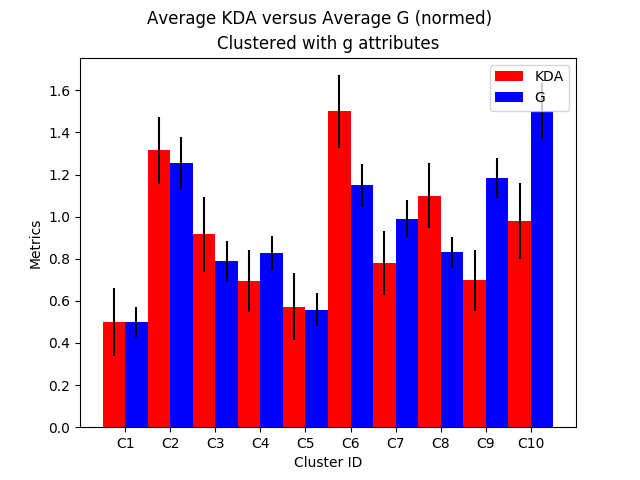 Average KDA versus Average G (normed)
Clustered with g attributes
KDA
G
Metrics
1.6
1.4
1.2
1.0
0.8
0.6
0.4
0.2
0.0
C1 C2 C3 C4 C5 C6 C7 C8 C9 C10
Cluster ID